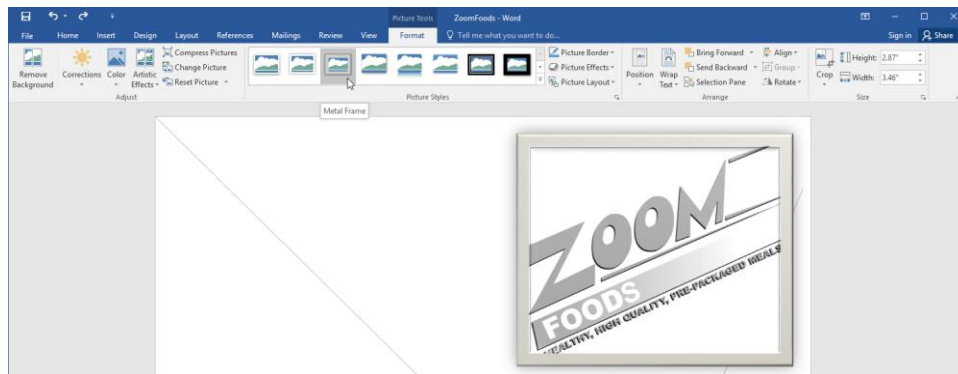 Picture Tools ZoomFoods - Word
File Home Insert Design Layout References Mailings Review View Format Tell me what you want to do... Sign in Share
Remove Background
Corrections
Color
Artistic Effects
Compress Pictures
Change Picture
Reset Picture
Adjust
Picture Styles
Picture Border
Picture Effects
Picture Layout
Position
Wrap Text
Bring Forward
Send Backward
Selection Pane
Align
Group
Rotate
Arrange
Crop
Height: 2.87"
Width: 3.46"
Size
Metal Frame
ZOOM
FOODS
HEALTHY, HIGH QUALITY, PRE-PACKAGED MEALS